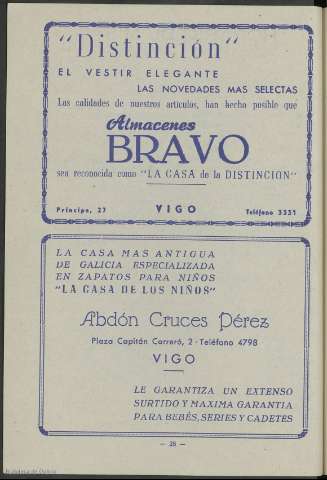 "Distinción"
EL VESTIR ELEGANTE
LAS NOVEDADES MAS SELECTAS
Las calidades de nuestros artículos, han hecho posible que
Almacenes
BRAVO
sea reconocida como "LA CASA de la DISTINCION"
Príncipe, 27 VIGO Teléfono 3331
LA CASA MAS ANTIGUA
DE GALICIA ESPECIALIZADA
EN ZAPATOS PARA NIÑOS
"LA CASA DE LOS NIÑOS"
Abdón Cruces Pérez
Plaza Capitán Carreró, 2 - Teléfono 4798
VIGO
LE GARANTIZA UN EXTENSO
SURTIDO Y MAXIMA GARANTIA
PARA BEBÉS, SERIES Y CADETES
— 28 —